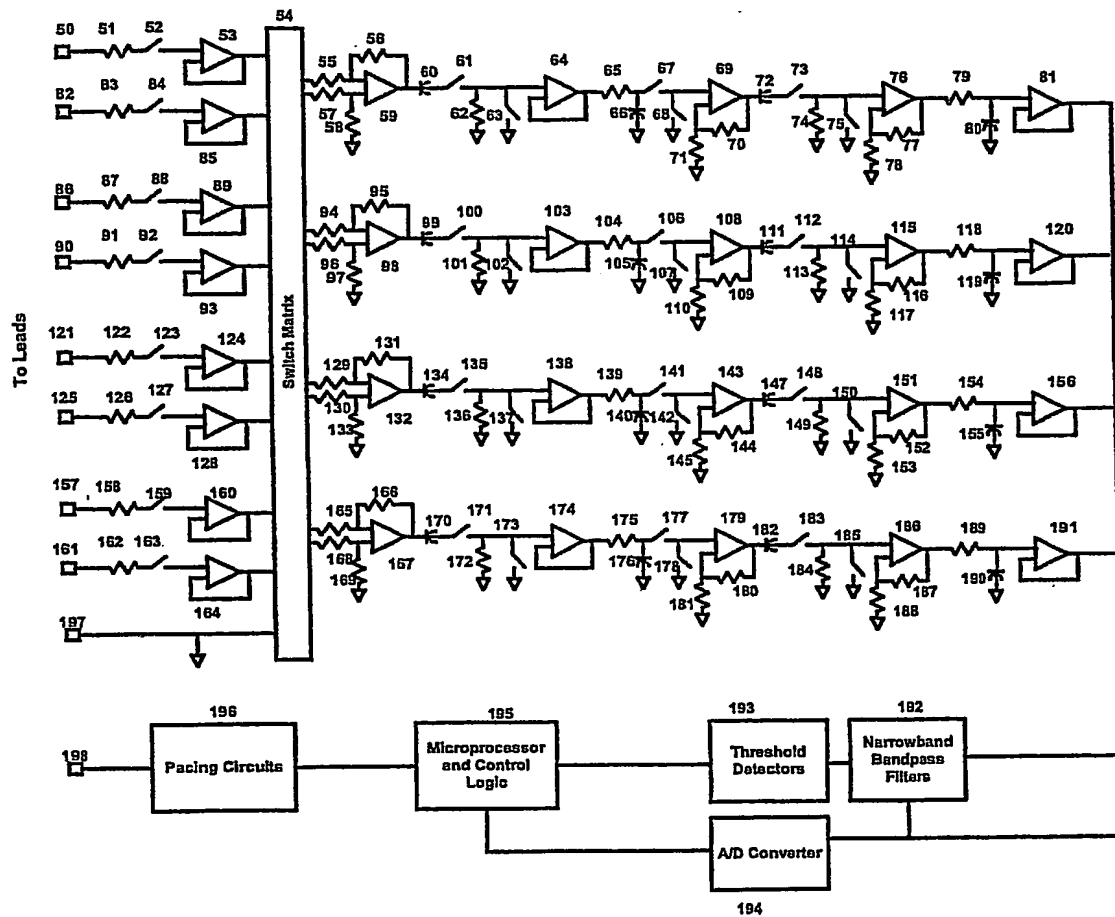 54
50 51 52 53
55 56 57 58 59 60 61 62 63 64 65 66 67 68 69 70 71 72 73 74 75 76 77 78 79 80 81
82 83 84 85
86 87 88 89
94 95 96 97 98 99 100 101 102 103 104 105 106 107 108 109 110 111 112 113 114 115 116 117 118 119 120
90 91 92 93
To Leads
Switch Matrix
121 122 123 124
129 130 131 132 133 134 135 136 137 138 139 140 141 142 143 144 145 147 148 149 150 151 152 153 154 155 156
125 126 127 128
157 158 159 160
165 166 167 168 169 170 171 172 173 174 175 176 177 178 179 180 181 182 183 184 185 186 187 188 189 190 191
161 162 163 164
197
196
195
193
192
198
Pacing Circuits
Microprocessor
and Control
Logic
Threshold
Detectors
Narrowband
Bandpass
Filters
A/D Converter
194